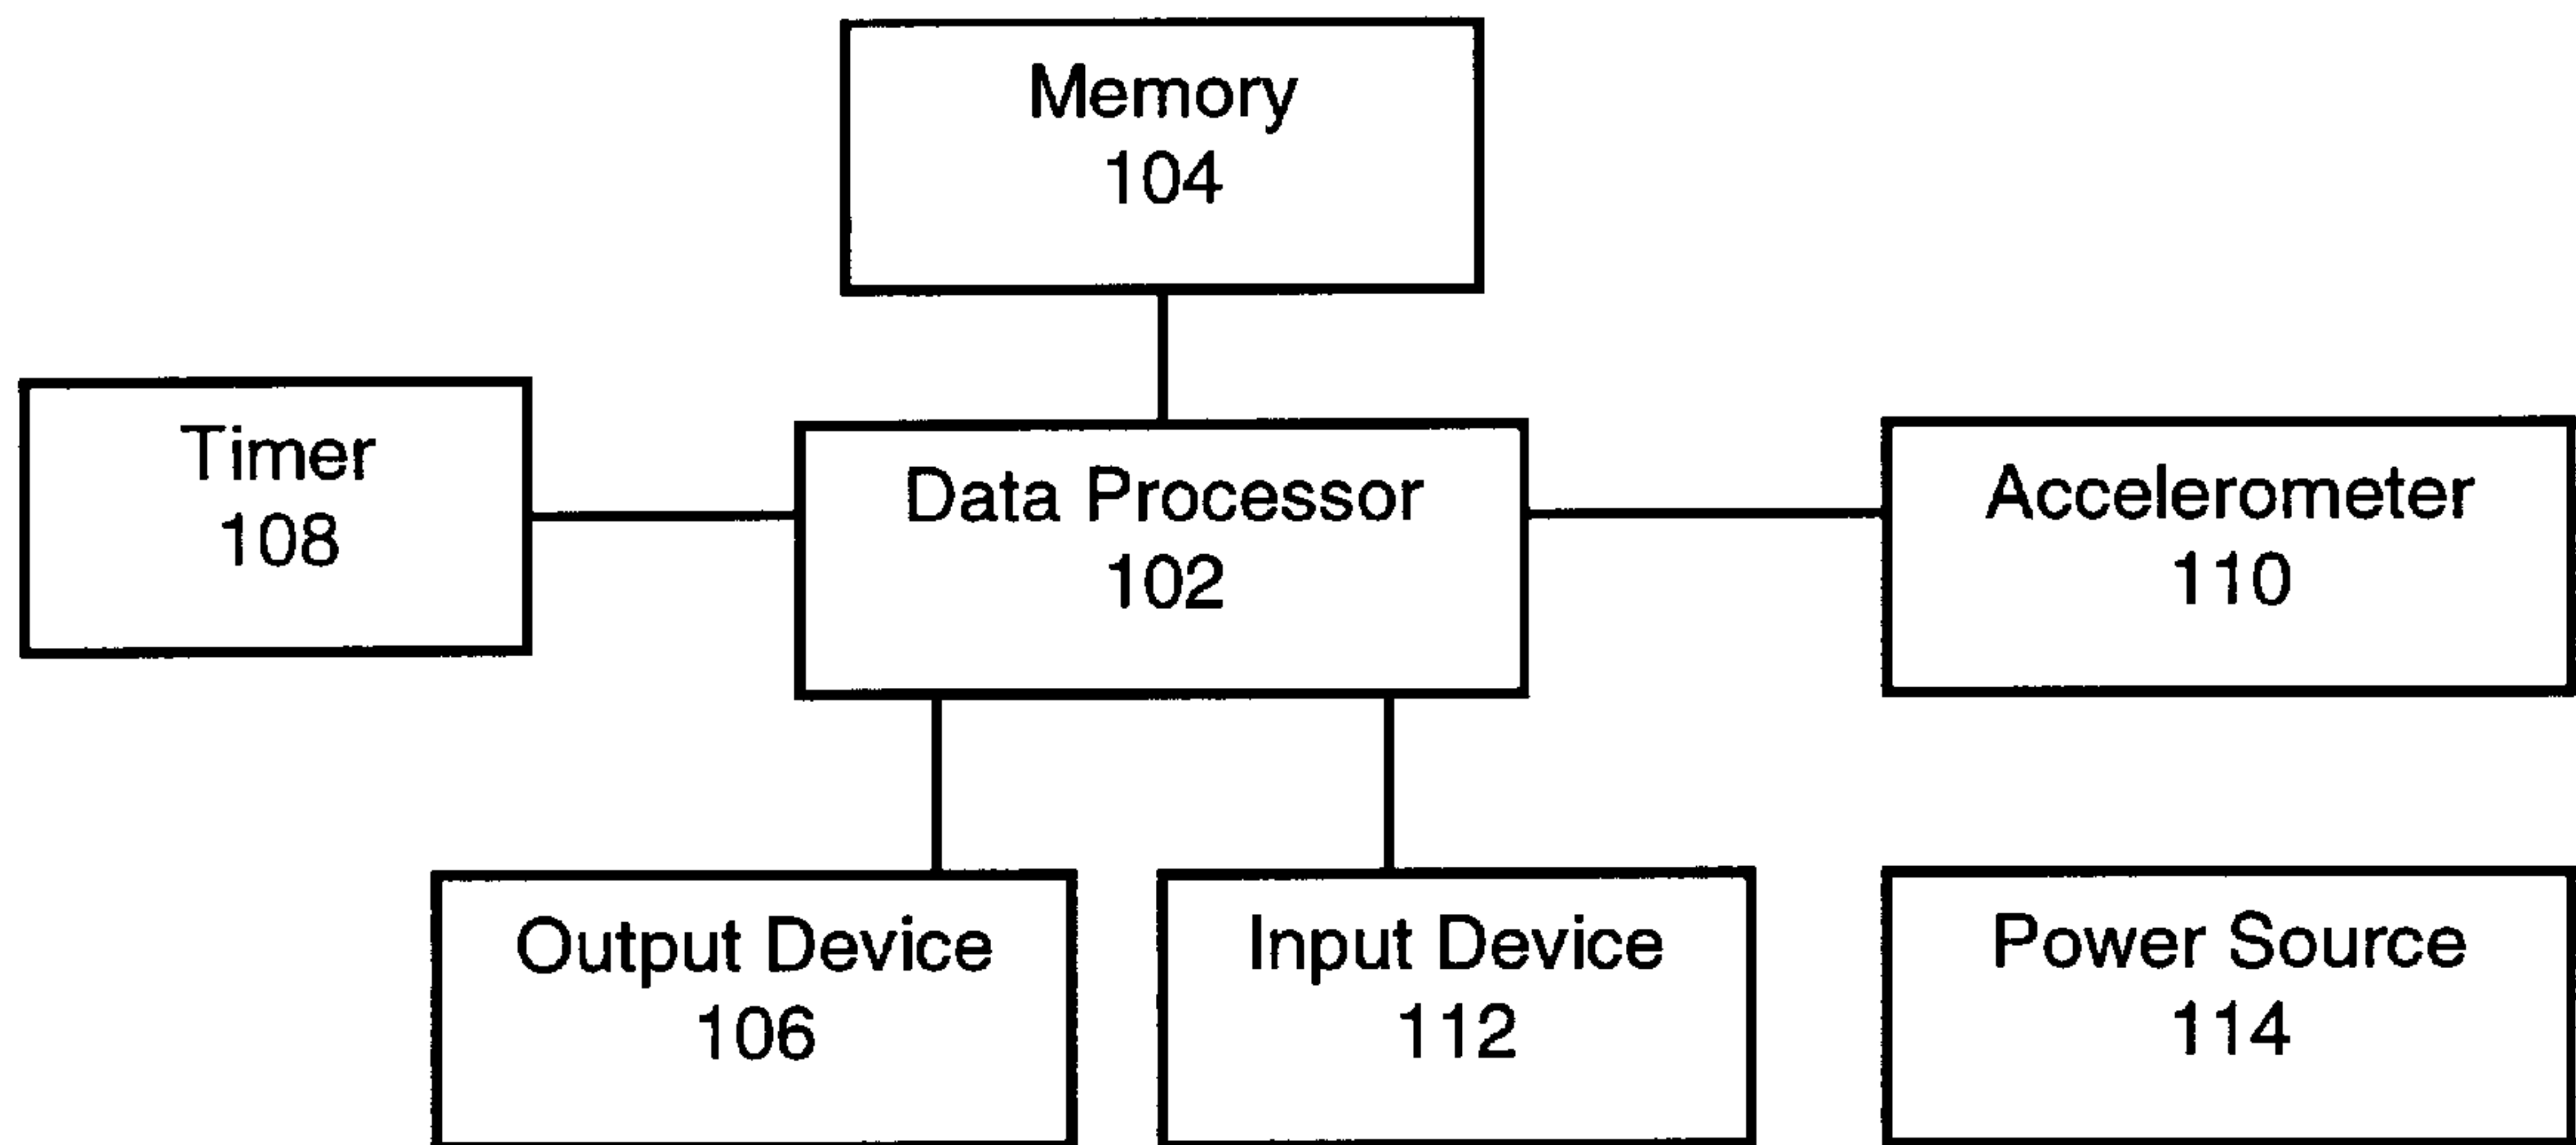 Memory
104
Timer
108
Data Processor
102
Accelerometer
110
Output Device
106
Input Device
112
Power Source
114